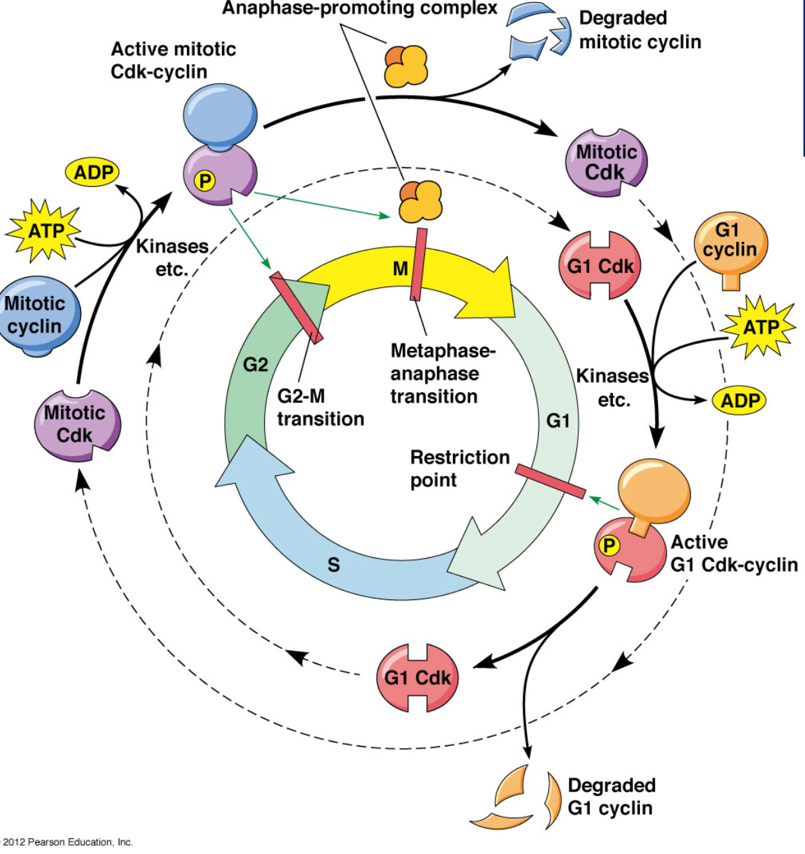 Anaphase-promoting complex
Degraded
mitotic cyclin
Active mitotic
Cdk-cyclin
P
ADP
ATP
Kinases
etc.
Mitotic
cyclin
Mitotic
Cdk
Mitotic
Cdk
G1
cyclin
G1 Cdk
ATP
Kinases
etc.
ADP
M
G2
G2-M
transition
Metaphase-
anaphase
transition
G1
Restriction
point
S
P
Active
G1 Cdk-cyclin
G1 Cdk
Degraded
G1 cyclin
2012 Pearson Education, Inc.